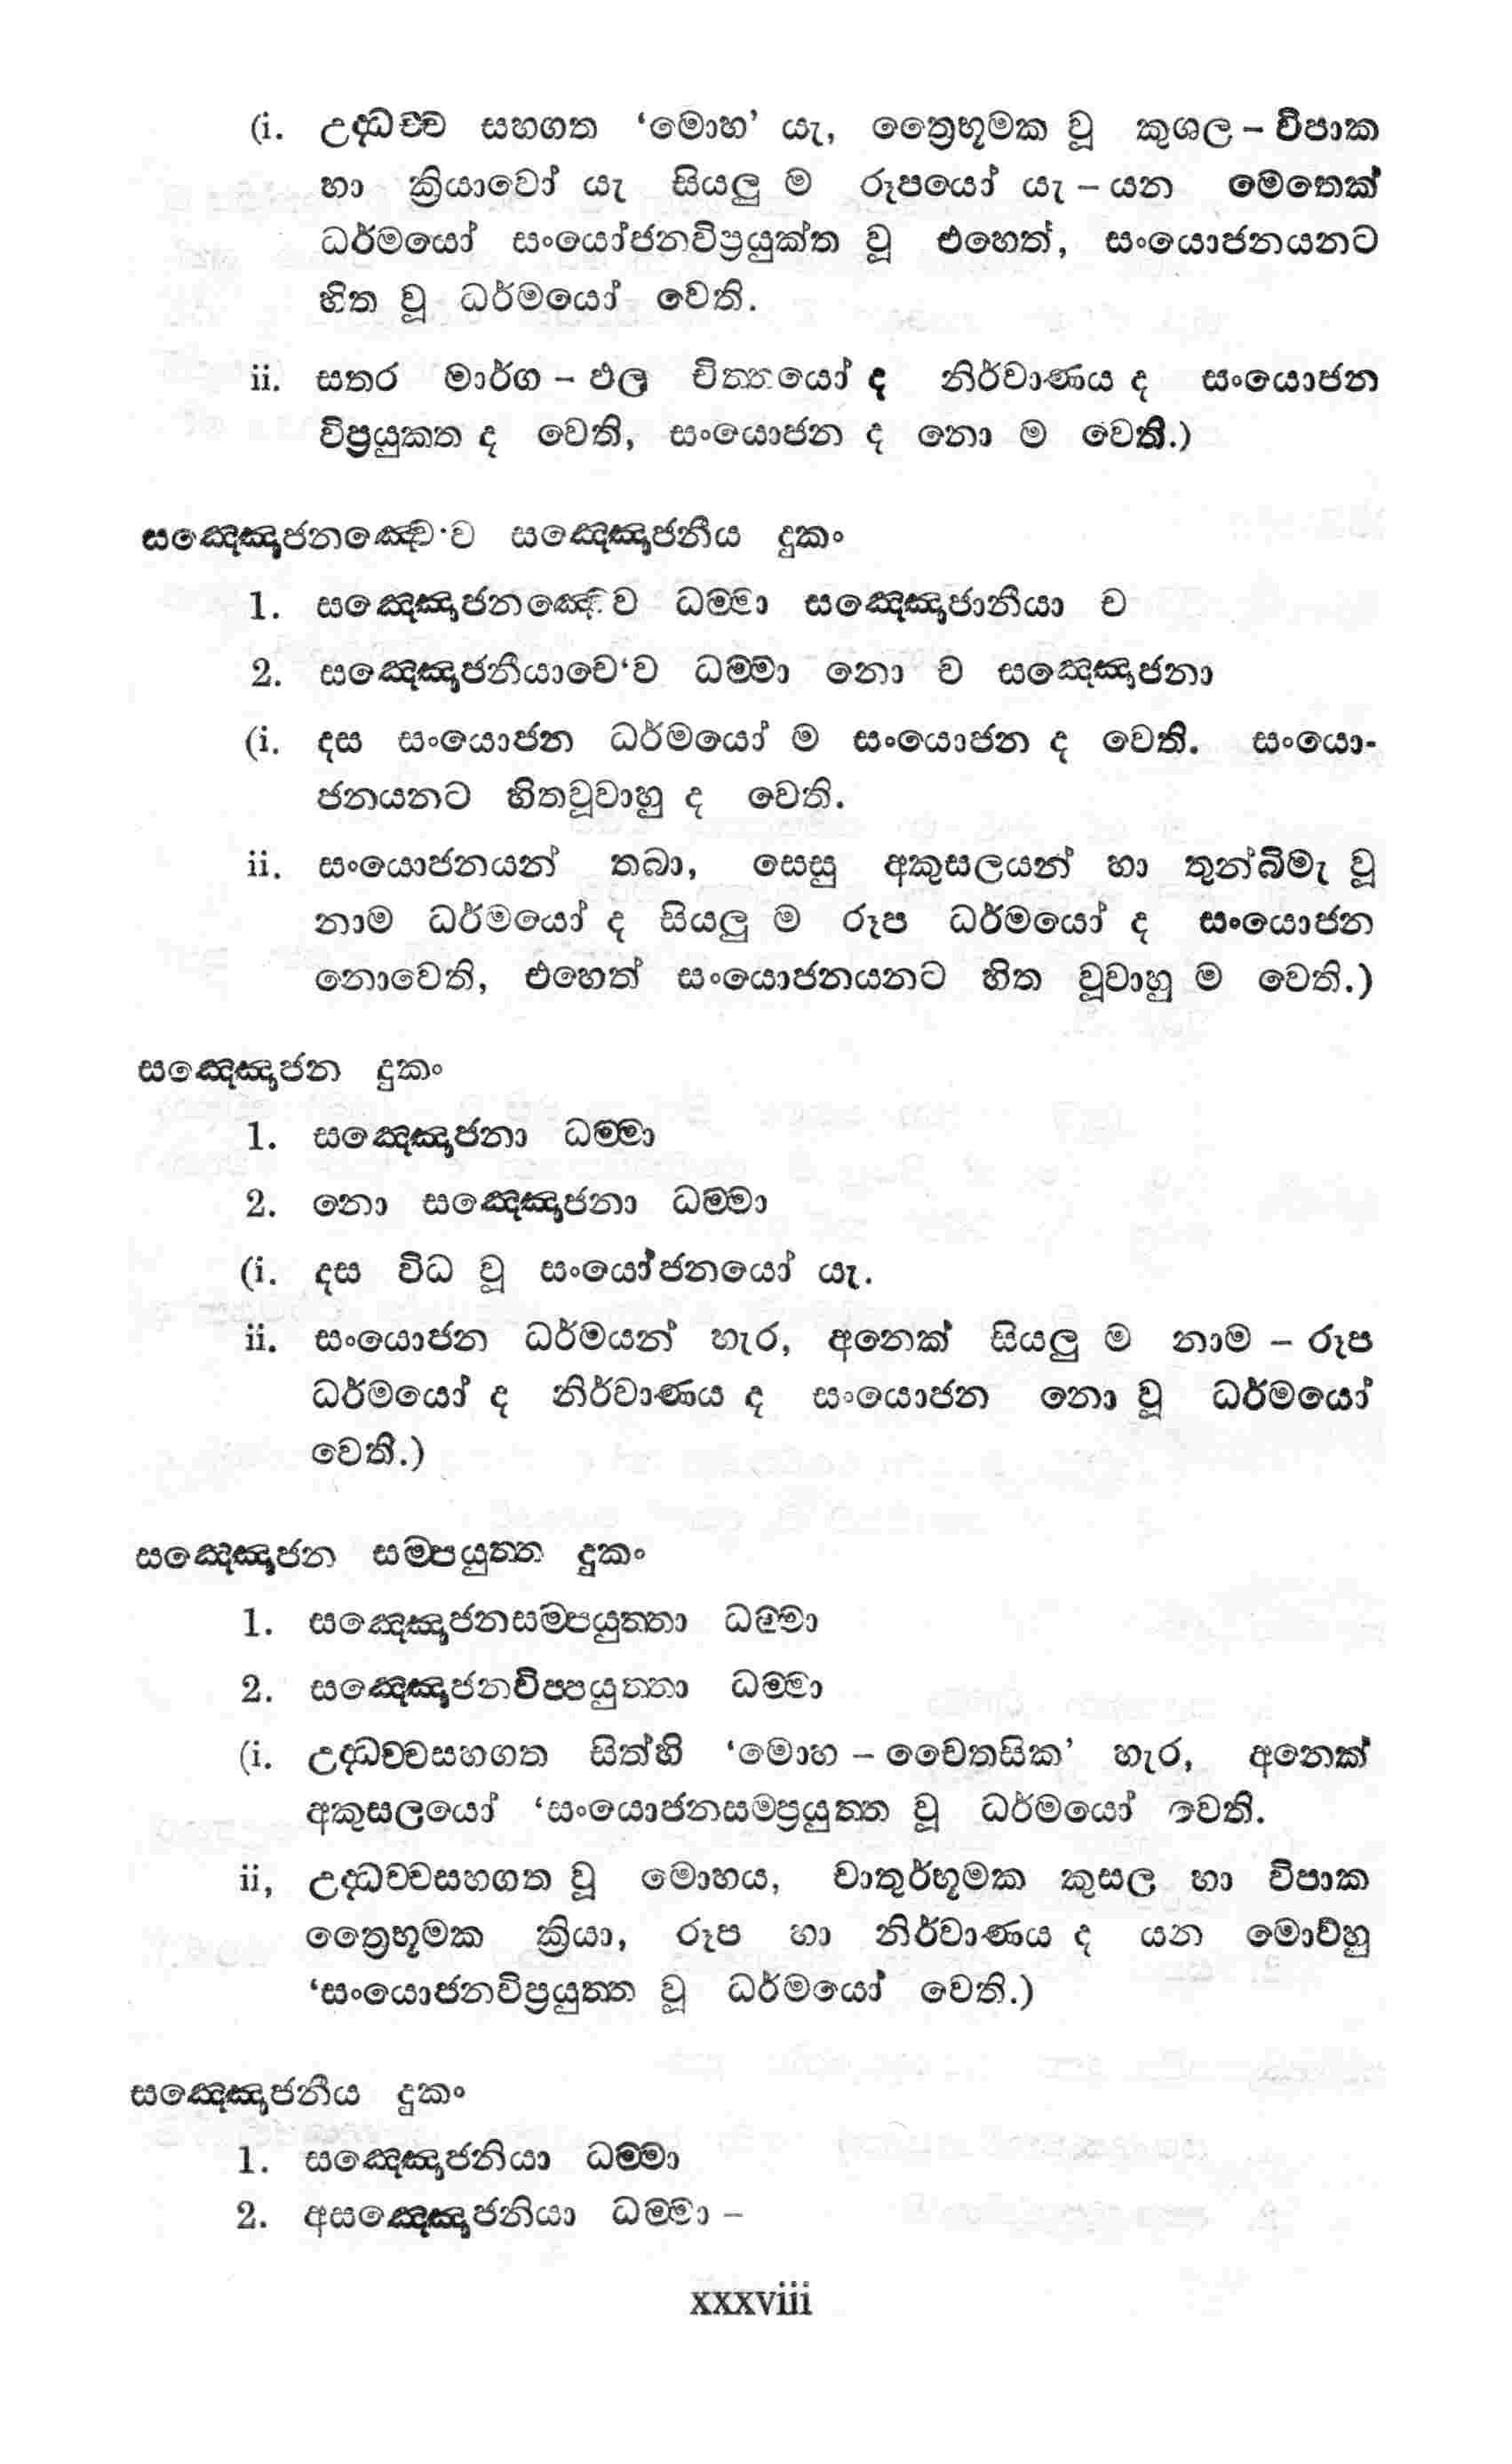 (i. උද්ධච්ච සහගත ‘මොහ’ යැ, ත්‍රෛභූමක වූ කුශල – විපාක
හා ක්‍රියාවෝ යැ සියලු ම රූපයෝ යැ – යන මෙතෙක්
ධර්මයෝ සංයෝජනවිප්‍රයුක්ත වූ එහෙත්, සංයොජනයනට
හිත වූ ධර්මයෝ වෙති.
ii. සතර මාර්ග – ඵල චිත්තයෝ ද නිර්වාණය ද සංයොජන
විප්‍රයුකත ද වෙති, සංයොජන ද නො ම වෙති.)
සඤ්ඤොජනඤ්චෙ'ව සඤ්ඤොජනීය දුකං
1. සඤ්ඤොජනඤ්චෙව ධම්මා සඤ්ඤොජානීයා ච
2. සඤ්ඤොජනීයාචෙ‘ව ධම්මා නො ච සඤ්ඤොජනා
(i. දස සංයොජන ධර්මයෝ ම සංයොජන ද වෙති. සංයො-
ජනයනට හිතවූවාහු ද වෙති.
ii. සංයොජනයන් තබා, සෙසු අකුසලයන් හා තුන්බිමැ වූ
නාම ධර්මයෝ ද සියලු ම රූප ධර්මයෝ ද සංයොජන
නොවෙති, එහෙත් සංයොජනයනට හිත වූවාහු ම වෙති.)
සඤ්ඤොජන දුකං
1. සඤ්ඤොජනා ධම්මා
2. නො සඤ්ඤොජනා ධම්මා
(i. දස විධ වූ සංයෝජනයෝ යැ.
ii. සංයොජන ධර්මයන් හැර, අනෙක් සියලු ම නාම – රූප
ධර්මයෝ ද නිර්වාණය ද සංයොජන නො වූ ධර්මයෝ
වෙති.)
සඤ්ඤොජන සම්පයුත්ත දුකං
1. සඤ්ඤොජනසම්පයුත්තා ධම්මා
2. සඤ්ඤොජනවිප්පයුත්තා ධම්මා
(i. උද්ධච්චසහගත සිත්හි ‘මොහ – චෛතසික’ හැර, අනෙක්
අකුසලයෝ ‘සංයොජනසම්ප්‍රයුත්ත වූ ධර්මයෝ වෙති.
ii, උද්ධච්චසහගත වූ මොහය, චාතුර්භූමක කුසල හා විපාක
ත්‍රෛභූමක ක්‍රියා, රූප හා නිර්වාණය ද යන මොව්හු
‘සංයොජනවිප්‍රයුත්ත වූ ධර්මයෝ වෙති.)
සඤ්ඤොජනීය දුකං
1. සඤ්ඤොජනියා ධම්මා
2. අසඤ්ඤොජනියා ධම්මා –
xxxviii